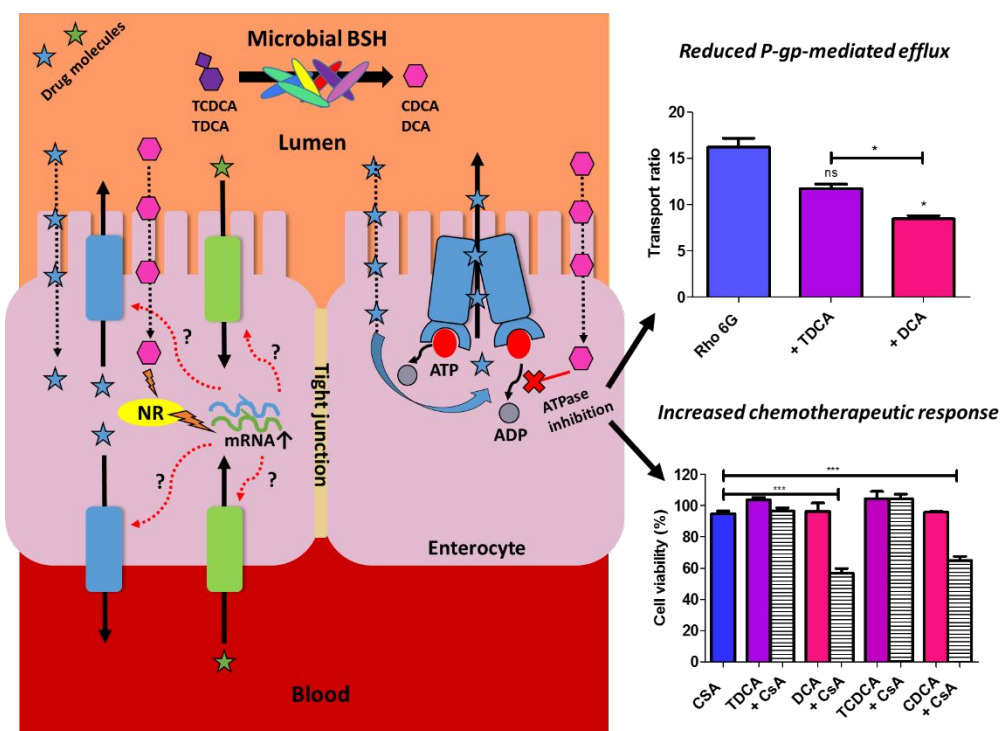 Drug molecules
Microbial BSH
TCDCA
TDCA
CDCA
DCA
Lumen
?
?
NR
mRNA↑
?
?
Tight junction
ATP
ADP
ATPase
inhibition
Enterocyte
Blood
Reduced P-gp-mediated efflux
Transport ratio
20
15
10
5
0
ns
*
*
Rho 6G
+ TDCA
+ DCA
Increased chemotherapeutic response
Cell viability (%)
120
100
80
60
40
20
0
***
***
CSA
TDCA
+ CsA
DCA
+ CsA
TCDCA
+ CsA
CDCA
+ CsA